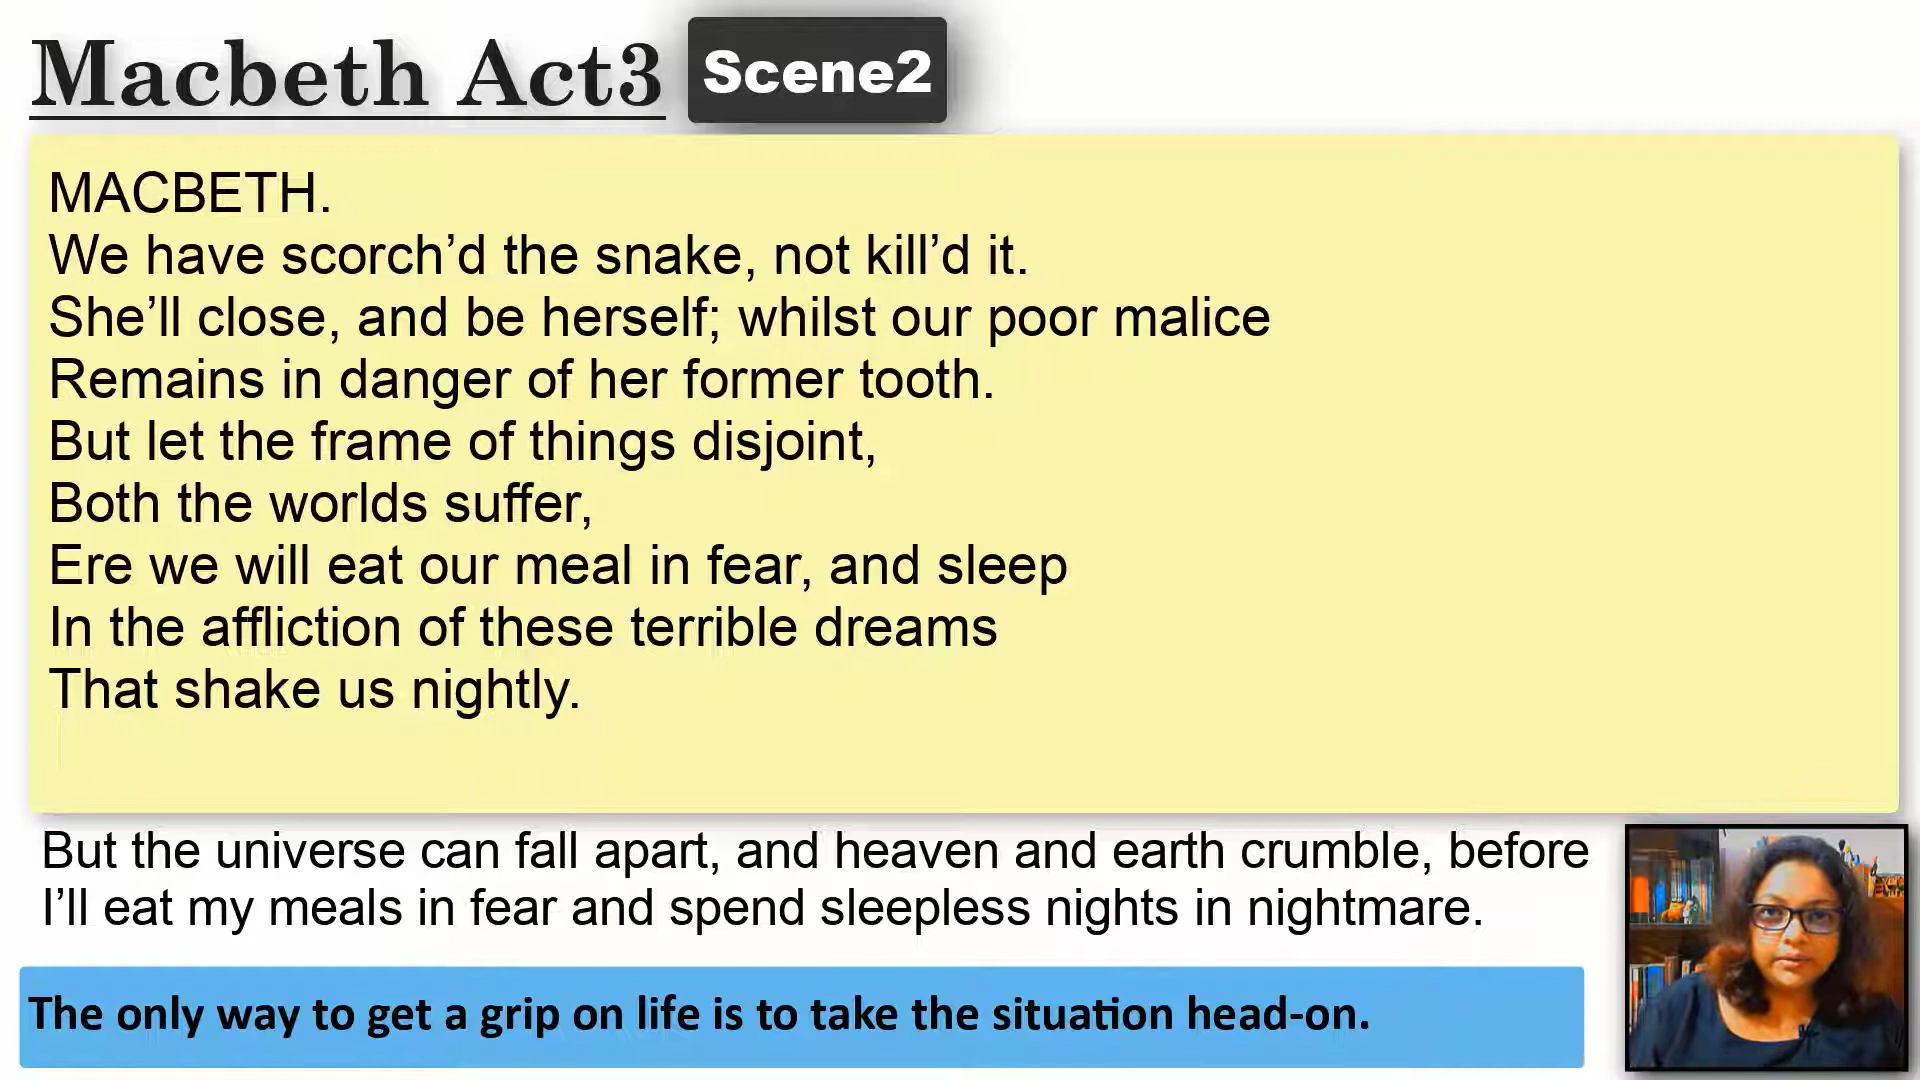 Macbeth Act3 Scene2
MACBETH.
We have scorch’d the snake, not kill’d it.
She’ll close, and be herself; whilst our poor malice
Remains in danger of her former tooth.
But let the frame of things disjoint,
Both the worlds suffer,
Ere we will eat our meal in fear, and sleep
In the affliction of these terrible dreams
That shake us nightly.
But the universe can fall apart, and heaven and earth crumble, before
I’ll eat my meals in fear and spend sleepless nights in nightmare.
The only way to get a grip on life is to take the situation head-on.